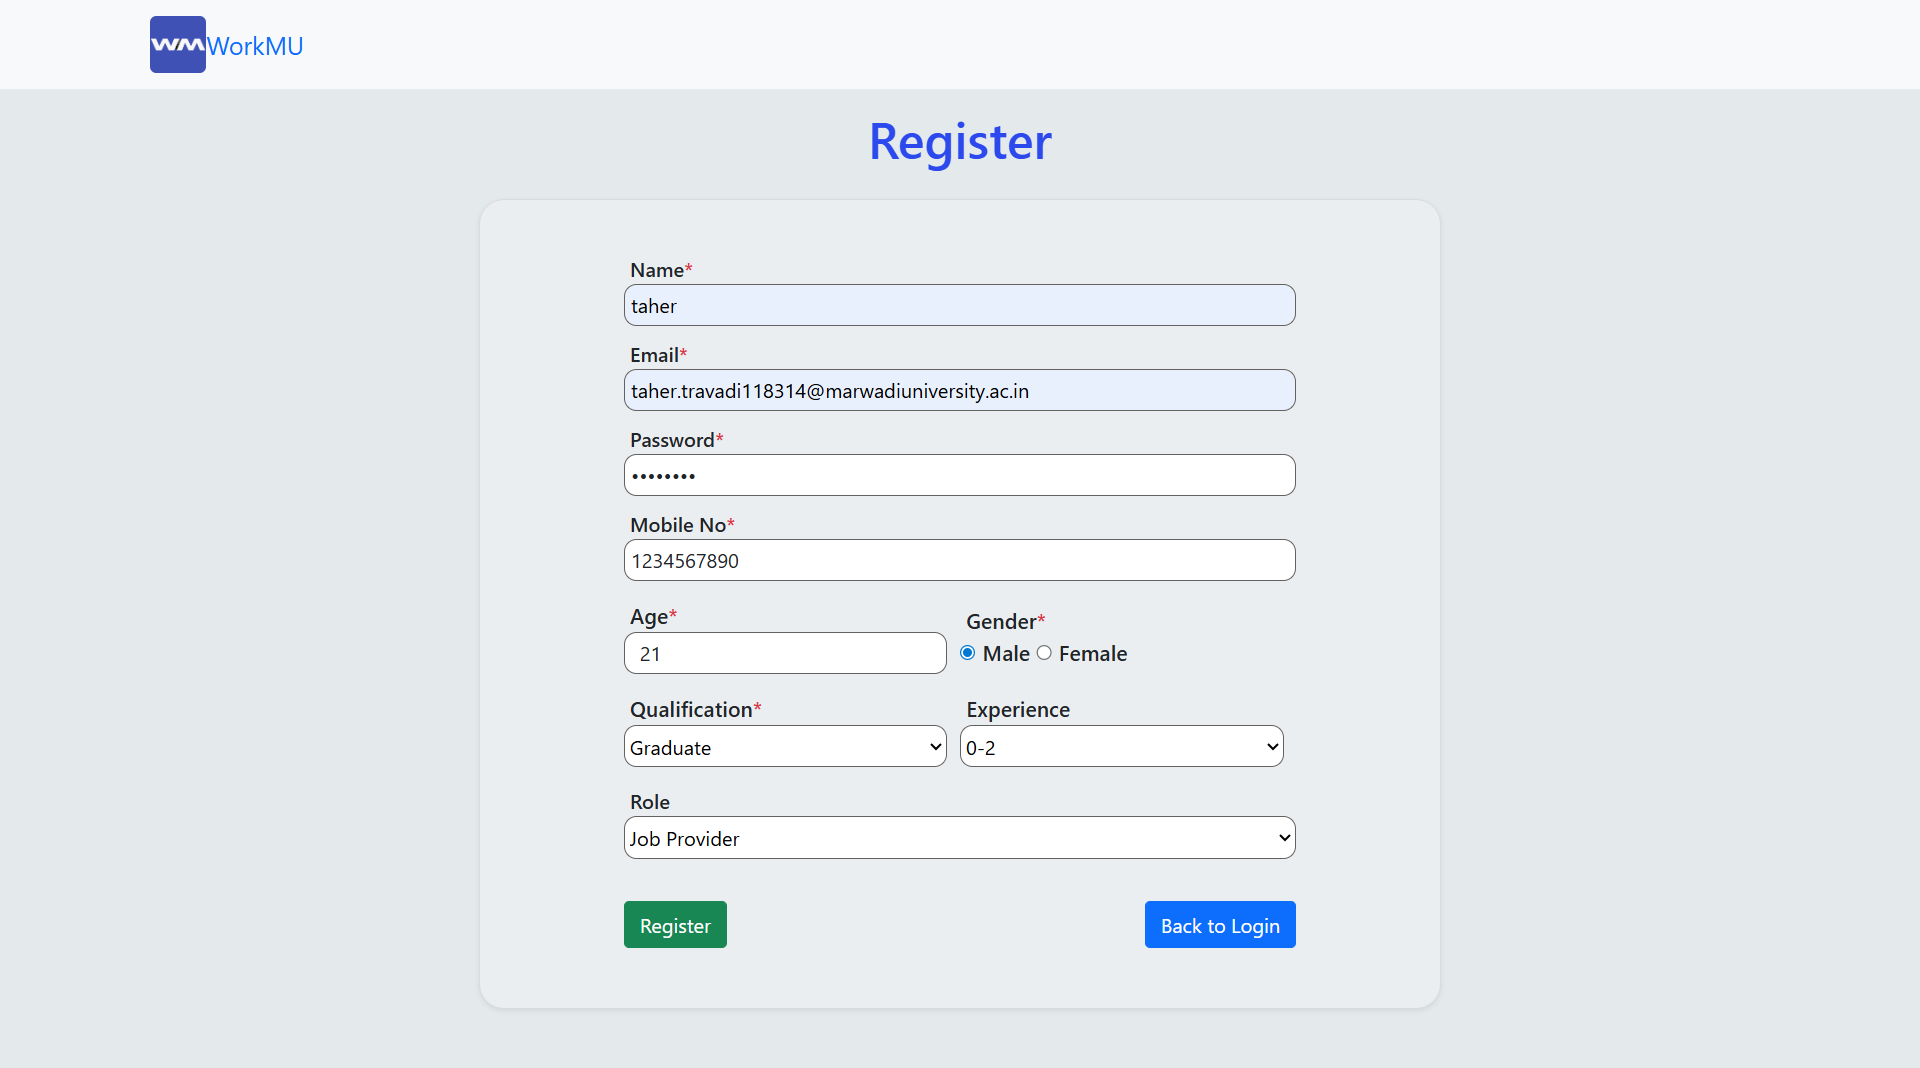 WM WorkMU
Register
Name*
taher
Email*
taher.travadi118314@marwadiuniversity.ac.in
Password*
••••••••
Mobile No*
1234567890
Age* Gender*
21 Male Female
Qualification* Experience
Graduate 0-2
Role
Job Provider
Register Back to Login